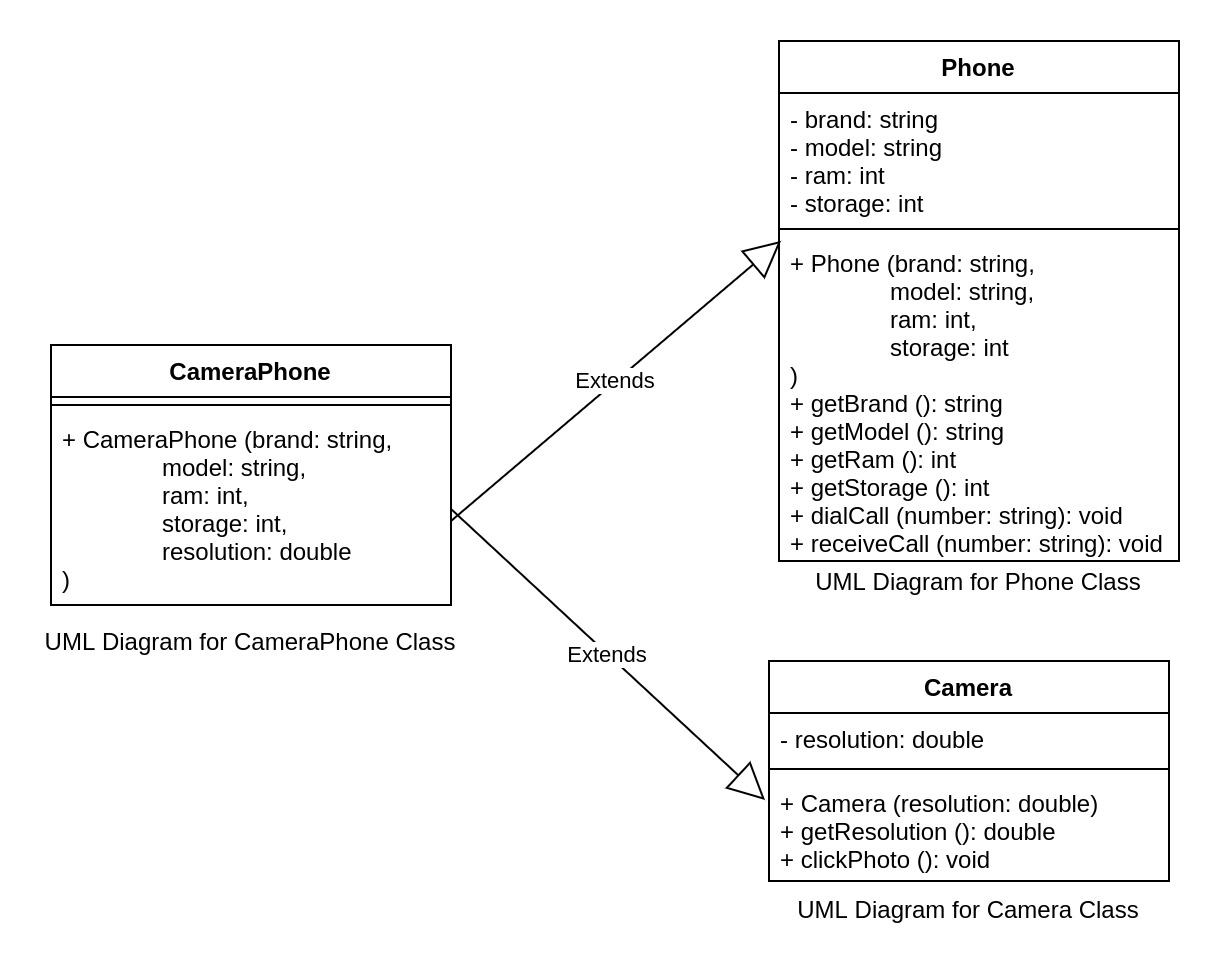 Phone
- brand: string
- model: string
- ram: int
- storage: int
+ Phone (brand: string,
model: string,
ram: int,
storage: int
)
+ getBrand (): string
+ getModel (): string
+ getRam (): int
+ getStorage (): int
+ dialCall (number: string): void
+ receiveCall (number: string): void
UML Diagram for Phone Class
Extends
CameraPhone
+ CameraPhone (brand: string,
model: string,
ram: int,
storage: int,
resolution: double
)
UML Diagram for CameraPhone Class
Extends
Camera
- resolution: double
+ Camera (resolution: double)
+ getResolution (): double
+ clickPhoto (): void
UML Diagram for Camera Class